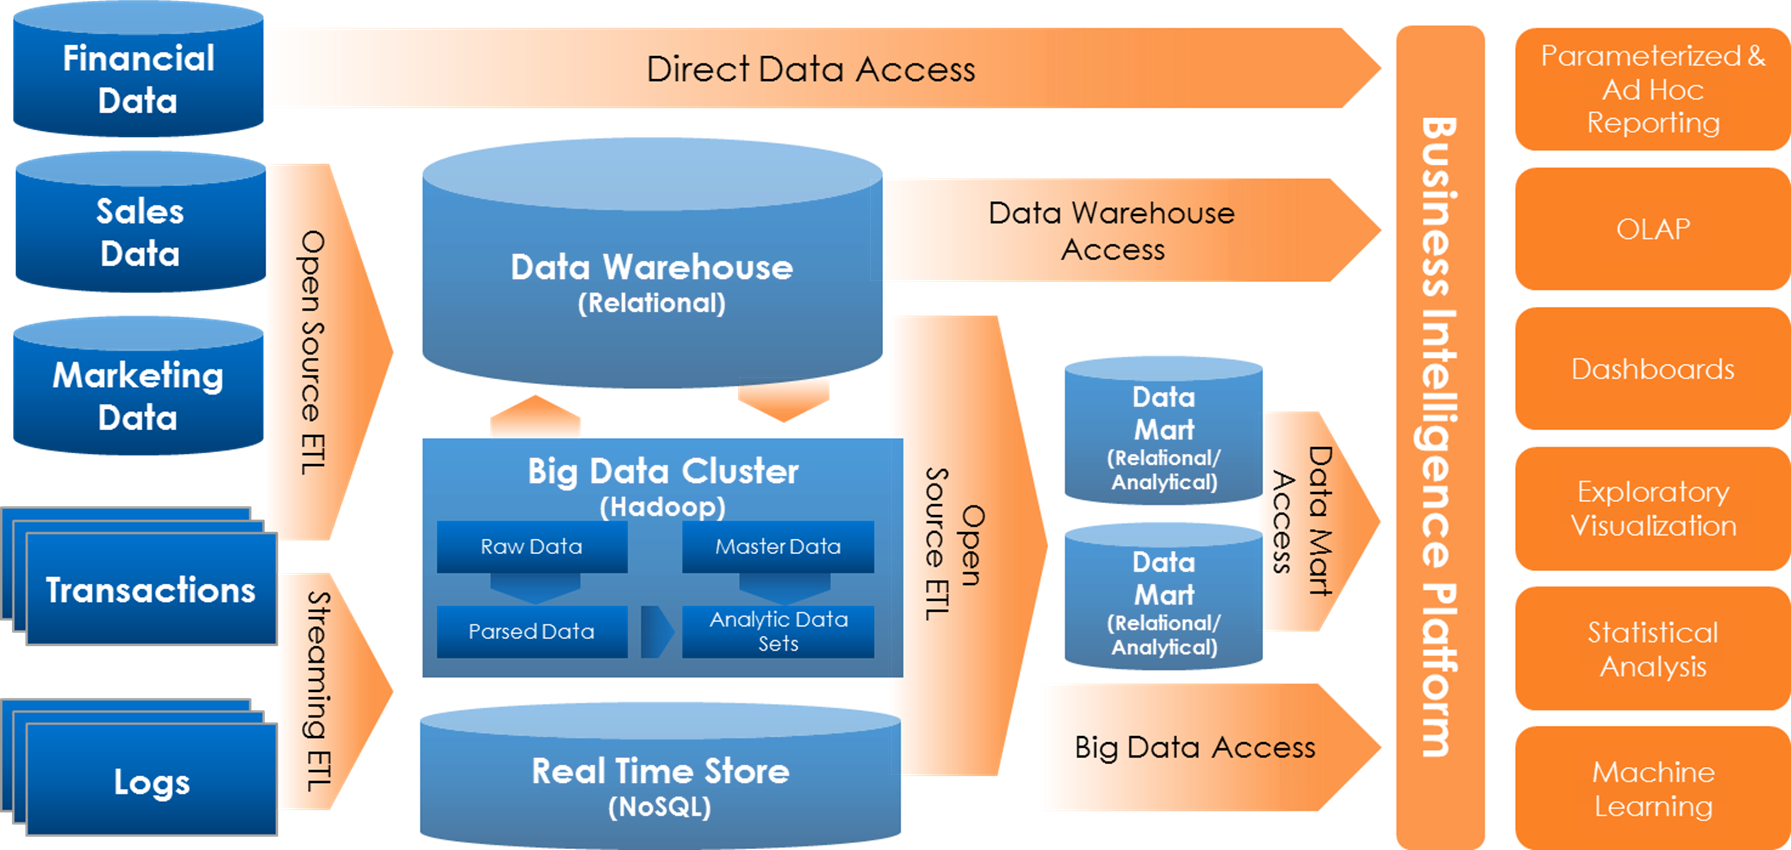 Financial
Data
Direct Data Access
Sales
Data
Marketing
Data
Open Source ETL
Transactions
Logs
Streaming ETL
Data Warehouse
(Relational)
Data Warehouse
Access
Big Data Cluster
(Hadoop)
Raw Data
Master Data
Parsed Data
Analytic Data
Sets
Real Time Store
(NoSQL)
Open
Source ETL
Data
Mart
(Relational/
Analytical)
Data
Mart
(Relational/
Analytical)
Data Mart
Access
Big Data Access
Business Intelligence Platform
Parameterized &
Ad Hoc
Reporting
OLAP
Dashboards
Exploratory
Visualization
Statistical
Analysis
Machine
Learning